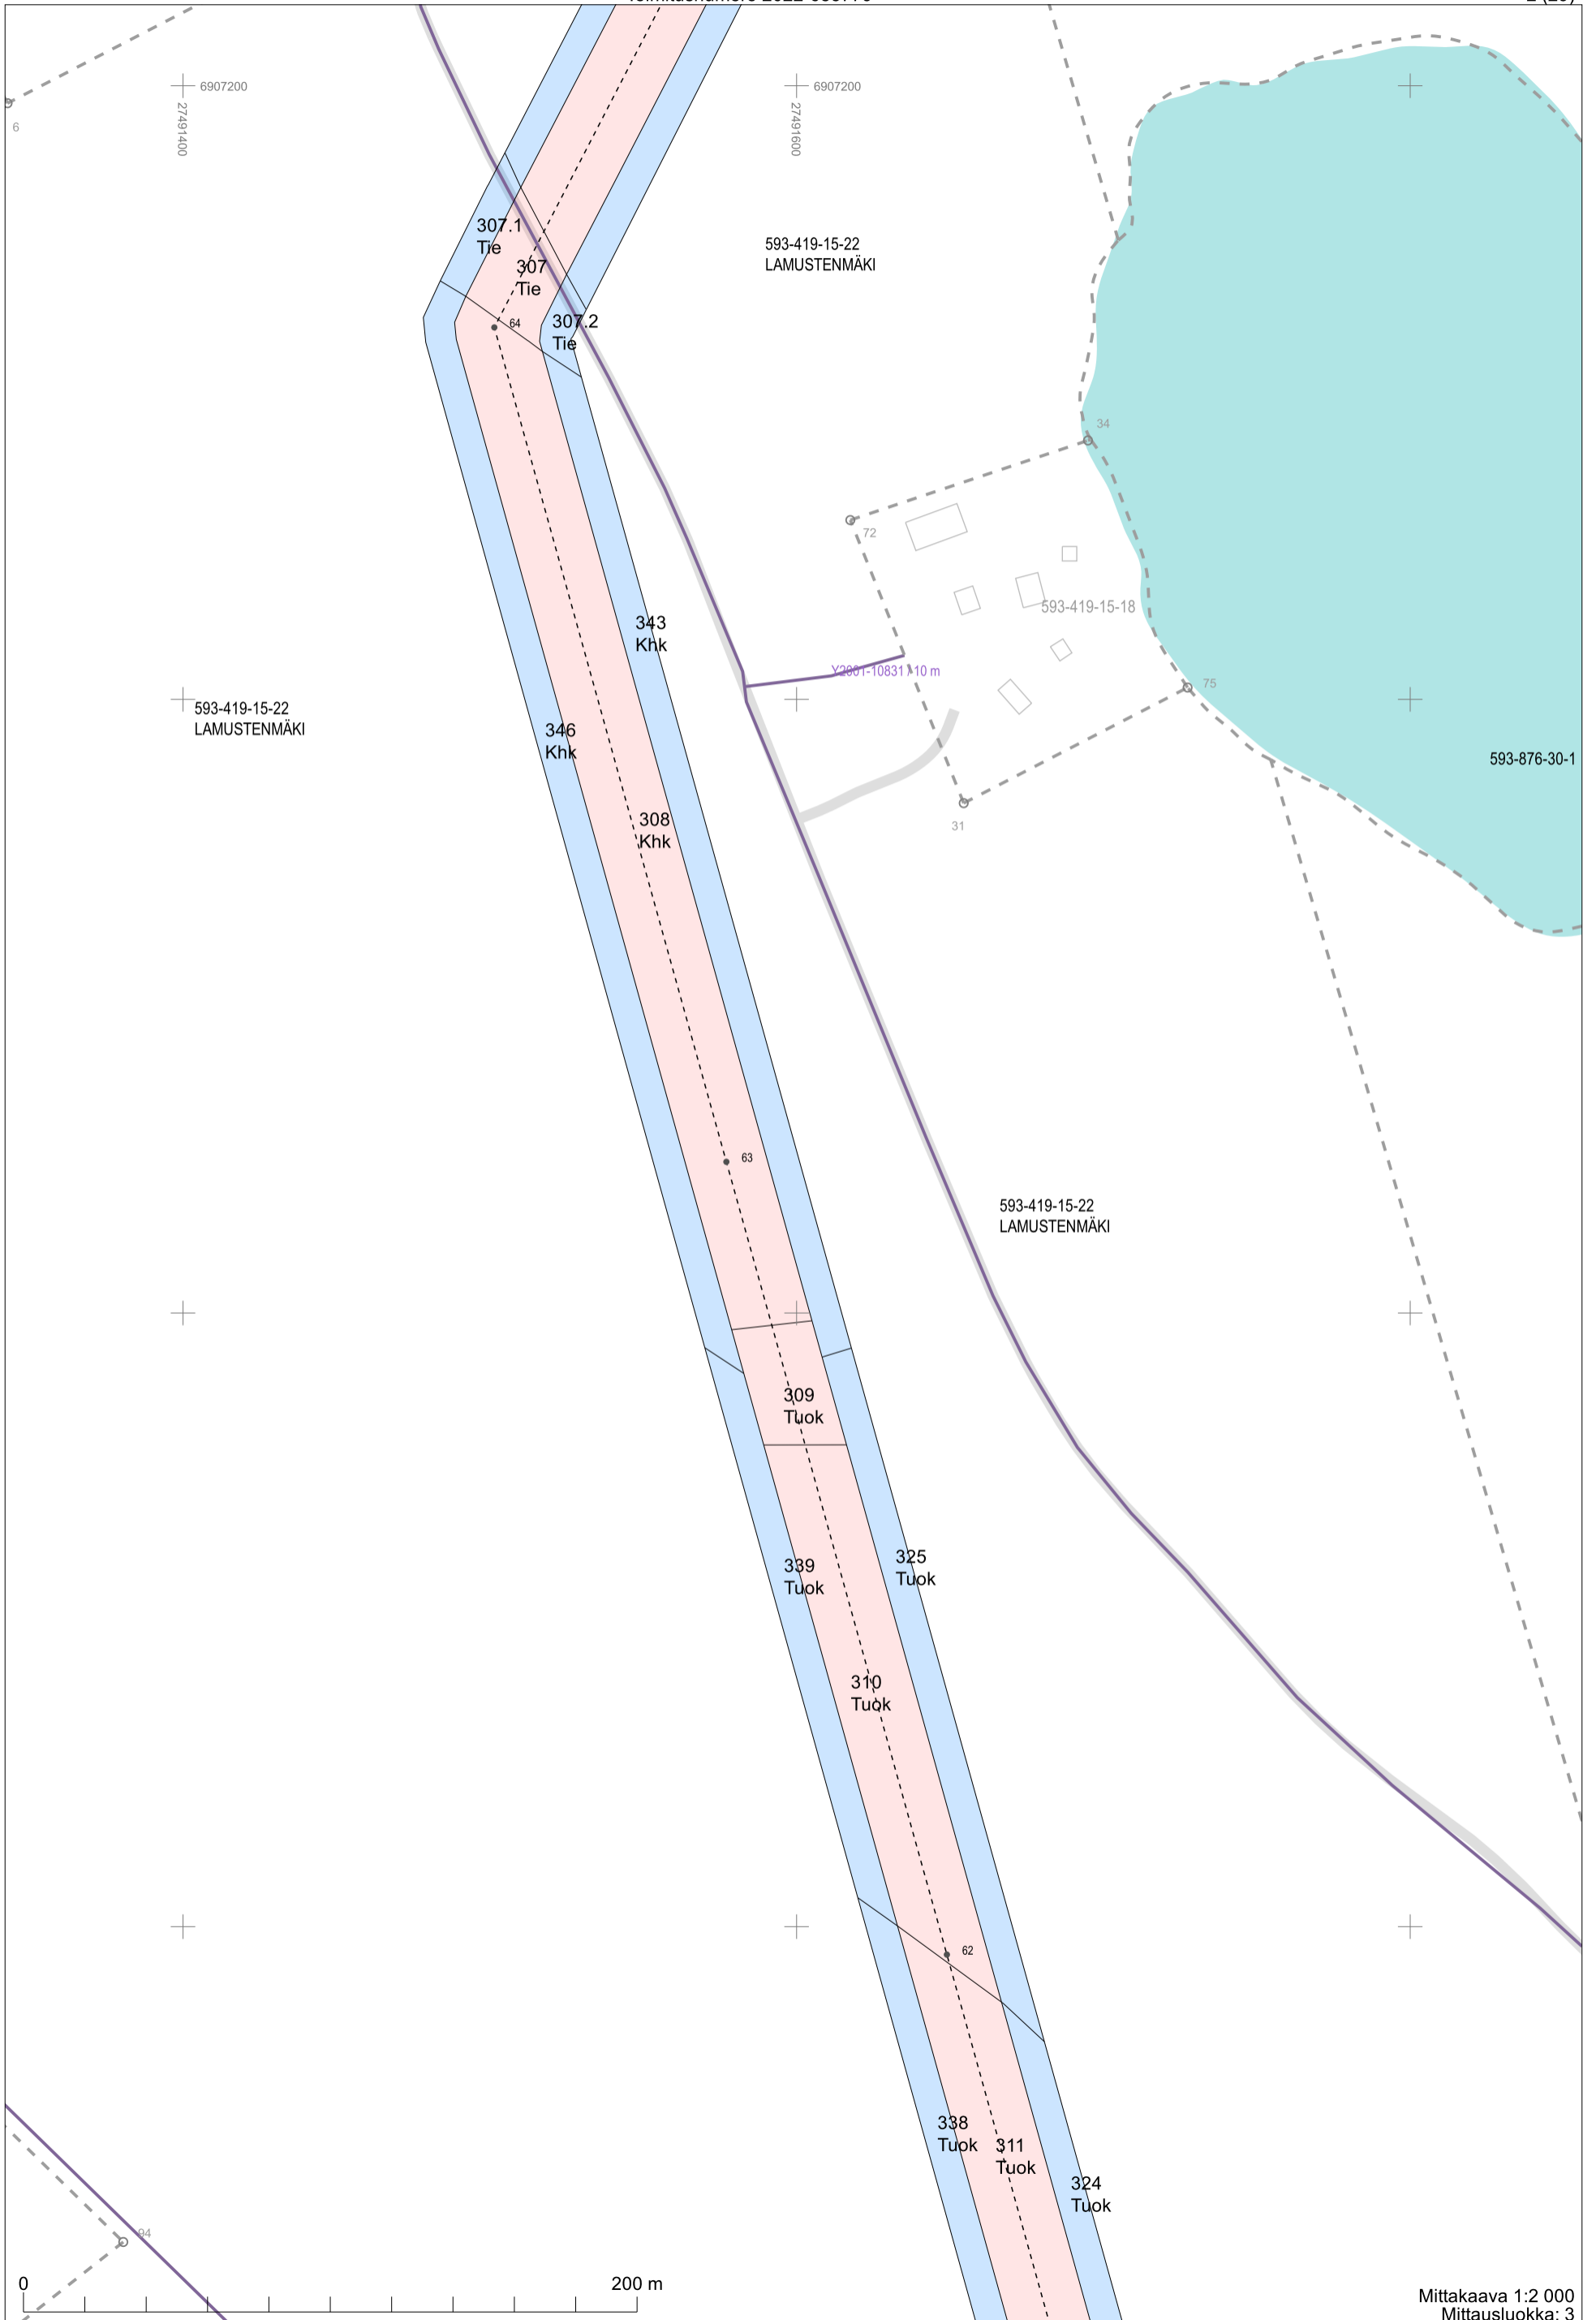 6907200
6907200
27491400
27491600
6
307.1
Tie
593-419-15-22
LAMUSTENMÄKI
307
Tie
307.2
Tie
64
34
72
593-419-15-18
343
Khk
75
593-419-15-22
LAMUSTENMÄKI
346
Khk
593-876-30-1
308
Khk
31
63
593-419-15-22
LAMUSTENMÄKI
309
Tuok
325
Tuok
339
Tuok
310
Tuok
62
338
Tuok
311
Tuok
324
Tuok
94
0
200 m
Mittakaava 1:2 000
Mittausluokka: 3